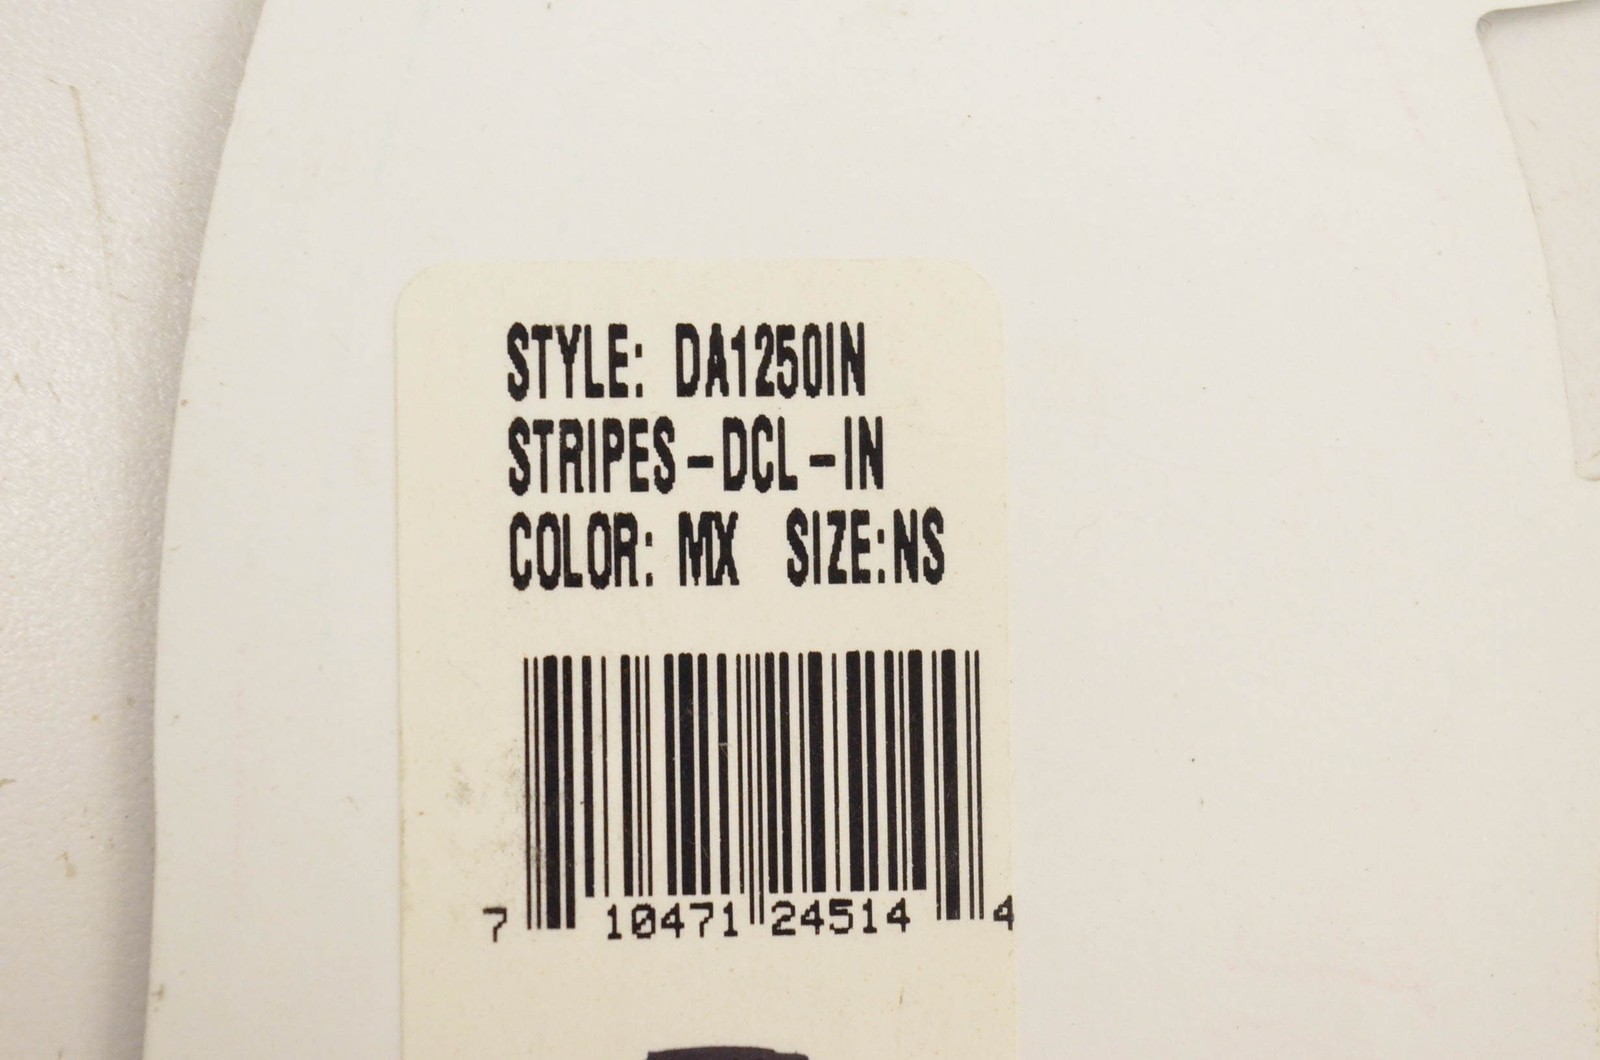 STYLE: DA1250IN
STRIPES-DCL-IN
COLOR: MX SIZE:NS
7 10471 24514 4